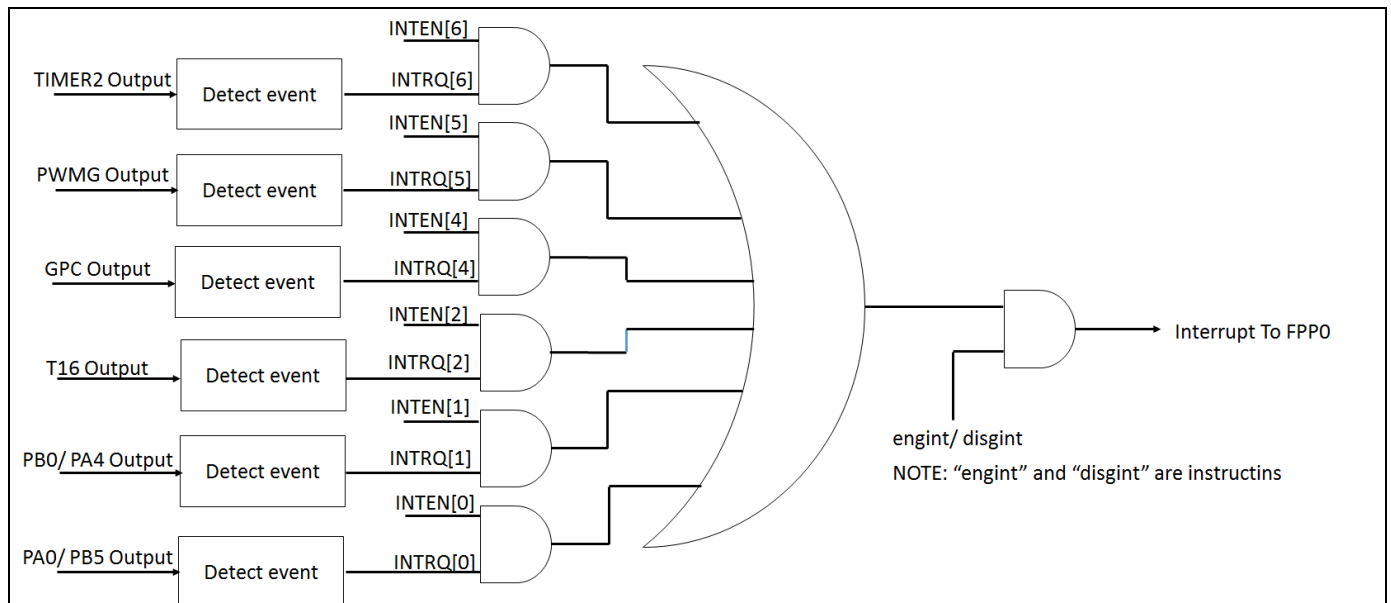 INTEN[6]
TIMER2 Output
Detect event
INTRQ[6]
INTEN[5]
PWMG Output
Detect event
INTRQ[5]
INTEN[4]
GPC Output
Detect event
INTRQ[4]
INTEN[2]
T16 Output
Detect event
INTRQ[2]
INTEN[1]
PB0/ PA4 Output
Detect event
INTRQ[1]
INTEN[0]
PA0/ PB5 Output
Detect event
INTRQ[0]
Interrupt To FPP0
engint/ disgint
NOTE: “engint” and “disgint” are instructins